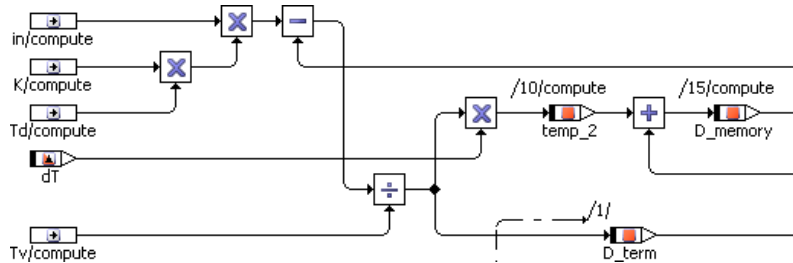 in/compute
K/compute
Td/compute
dT
Tv/compute
/10/compute
temp_2
/15/compute
D_memory
/1/
D_term